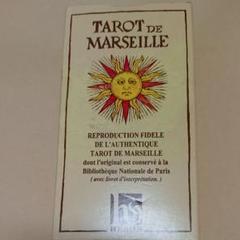 TAROT DE
MARSEILLE
REPRODUCTION FIDELE
DE L'AUTHENTIQUE
TAROT DE MARSEILLE
dont l'original est conservé à la
Bibliothèque Nationale de Paris
( avec livret d'interprétation. )